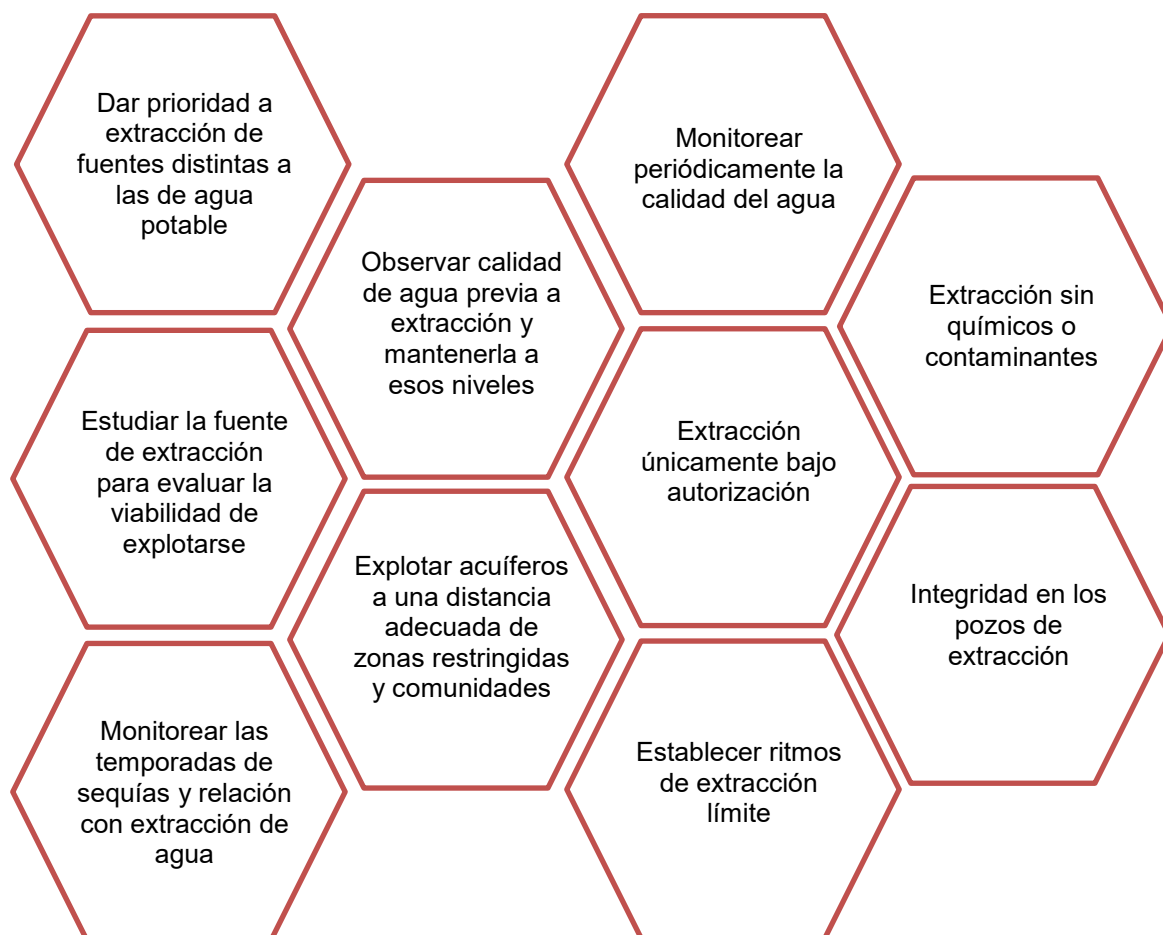 Dar prioridad a
extracción de
fuentes distintas a
las de agua
potable
Monitorear
periódicamente la
calidad del agua
Observar calidad
de agua previa a
extracción y
mantenerla a
esos niveles
Extracción sin
químicos o
contaminantes
Estudiar la fuente
de extracción
para evaluar la
viabilidad de
explotarse
Extracción
únicamente bajo
autorización
Explotar acuíferos
a una distancia
adecuada de
zonas restringidas
y comunidades
Integridad en los
pozos de
extracción
Monitorear las
temporadas de
sequías y relación
con extracción de
agua
Establecer ritmos
de extracción
límite